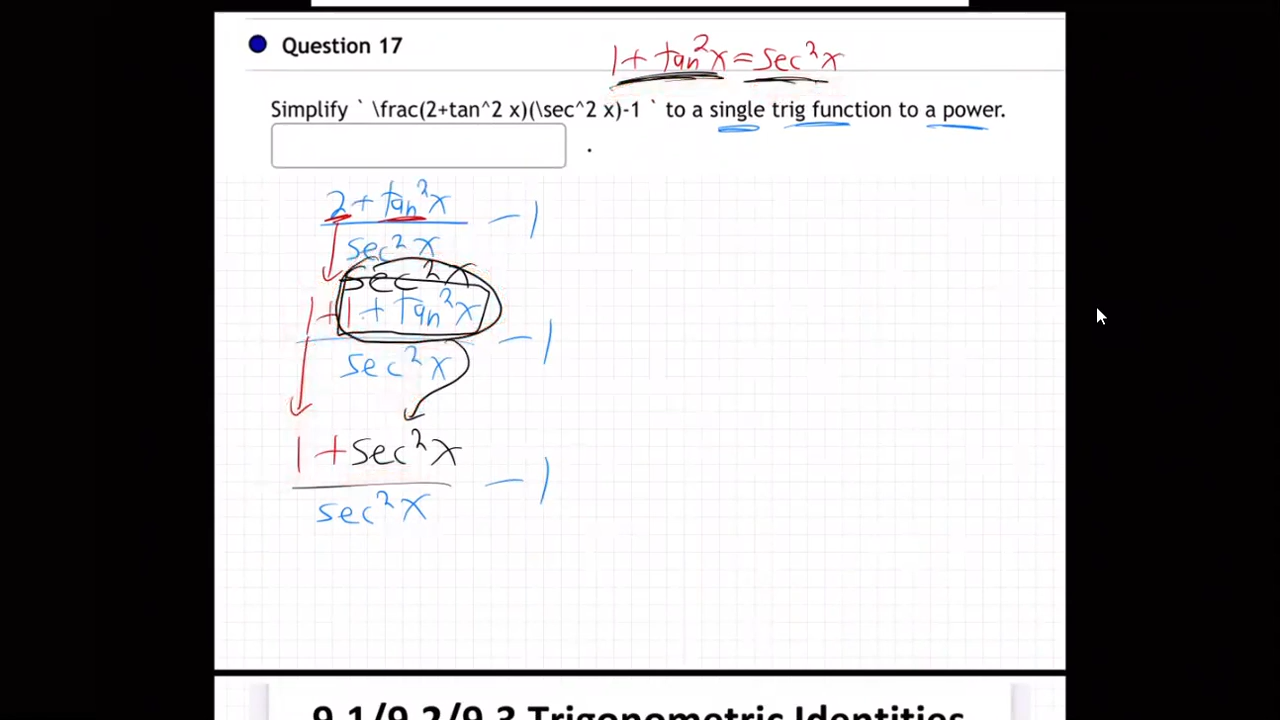 Question 17
1 + tan²x = sec²x
Simplify ` \frac(2+tan^2 x)(\sec^2 x)-1 ` to a single trig function to a power.
.
2 + tan²x
- 1
sec²x
sec²x
1 + 1 + tan²x
- 1
sec²x
1 + sec²x
- 1
sec²x
9.1/9.2/9.3 Trigonometric Identities